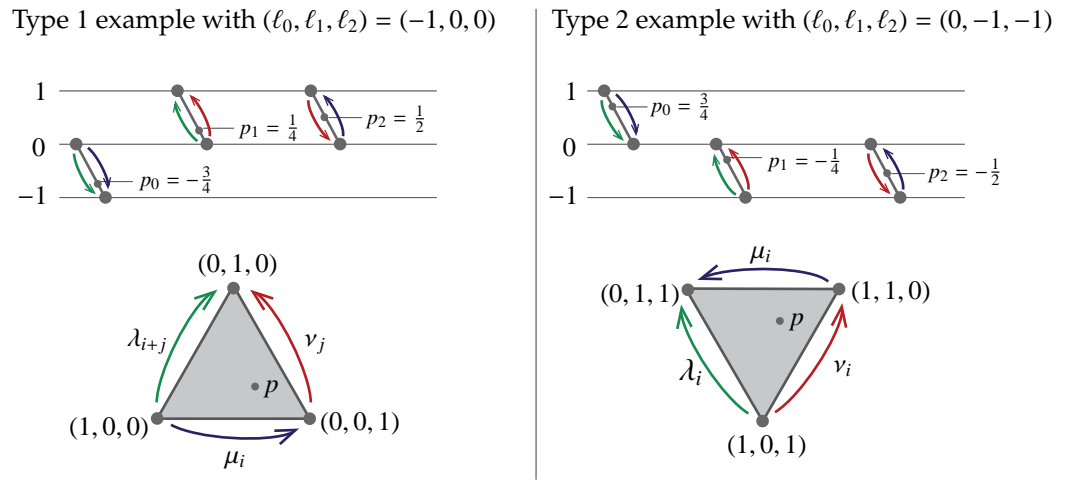 Type 1 example with (ℓ₀, ℓ₁, ℓ₂) = (−1, 0, 0)
1
0
−1
p₀ = −3/4
p₁ = 1/4
p₂ = 1/2
(0, 1, 0)
λᵢ₊ⱼ
νⱼ
p
(1, 0, 0)
(0, 0, 1)
μᵢ
Type 2 example with (ℓ₀, ℓ₁, ℓ₂) = (0, −1, −1)
1
0
−1
p₀ = 3/4
p₁ = −1/4
p₂ = −1/2
μᵢ
(0, 1, 1)
(1, 1, 0)
p
λᵢ
νᵢ
(1, 0, 1)